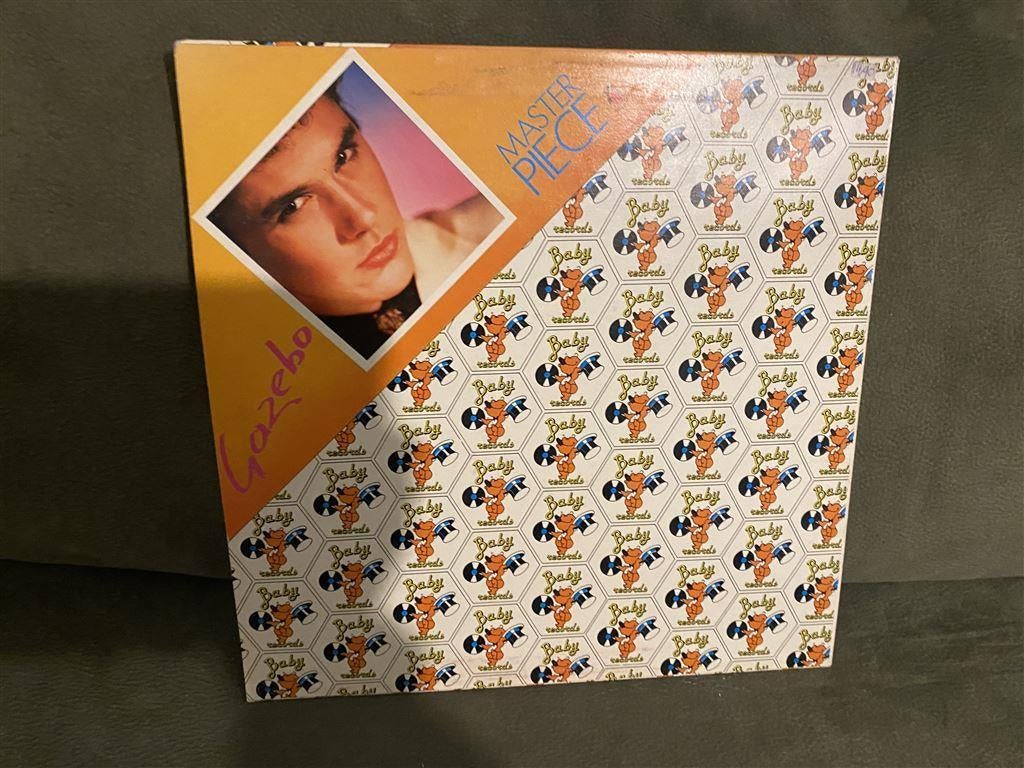 MASTER
PIECE
Gazebo
Baby
records